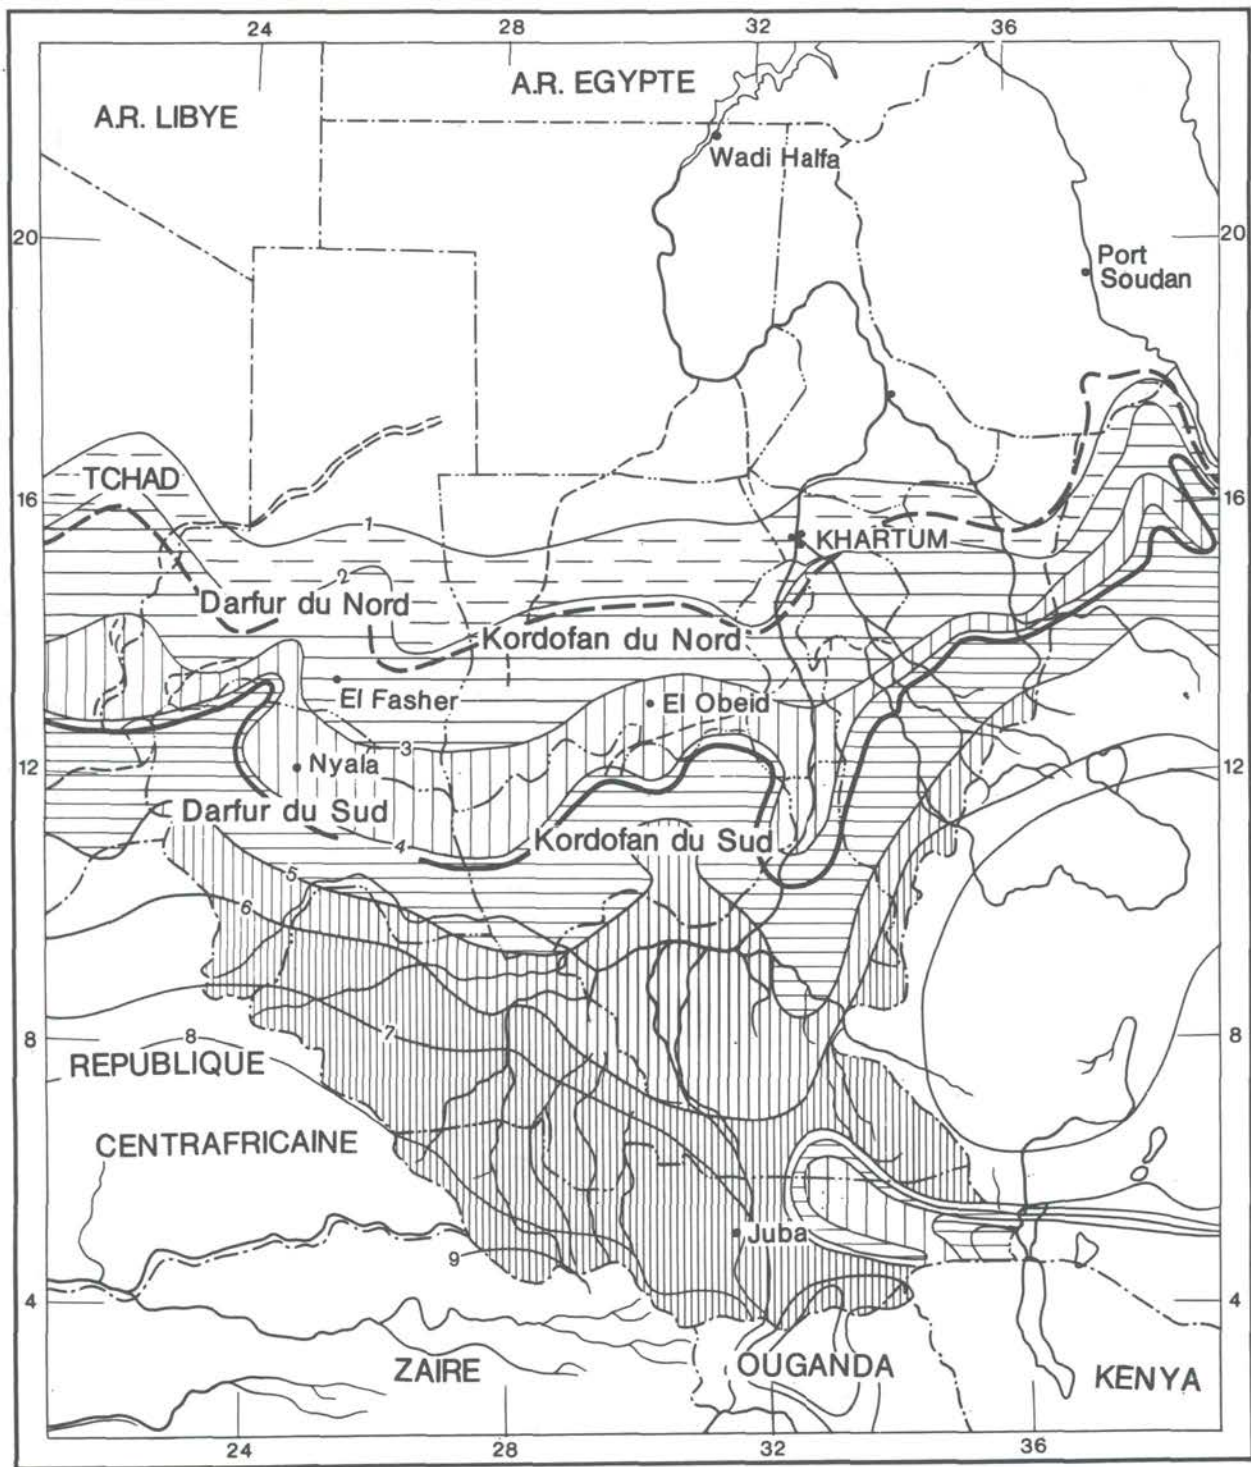 24 28 32 36
A.R. EGYPTE
A.R. LIBYE
Wadi Halfa
20 20
Port
Soudan
TCHAD
16 16
1
KHARTUM
2
Darfur du Nord
Kordofan du Nord
El Fasher
El Obeid
3
Nyala
12 12
Darfur du Sud
Kordofan du Sud
4
5
6
7
8
8 8
REPUBLIQUE
CENTRAFRICAINE
Juba
9
4 4
ZAIRE
OUGANDA
KENYA
24 28 32 36